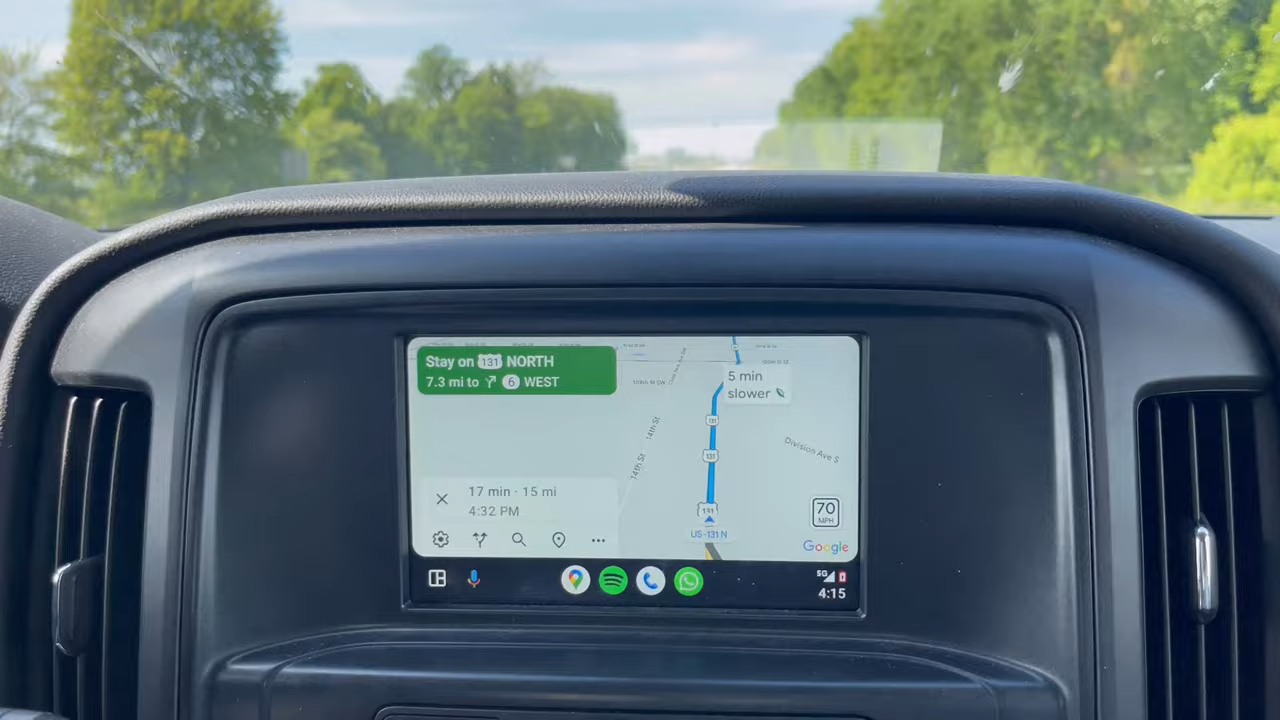 Stay on 131 NORTH
7.3 mi to 6 WEST
5 min
slower
14th St
14th St
Division Ave S
131
131
131
US-131 N
17 min · 15 mi
4:32 PM
70
MPH
Google
5G
4:15